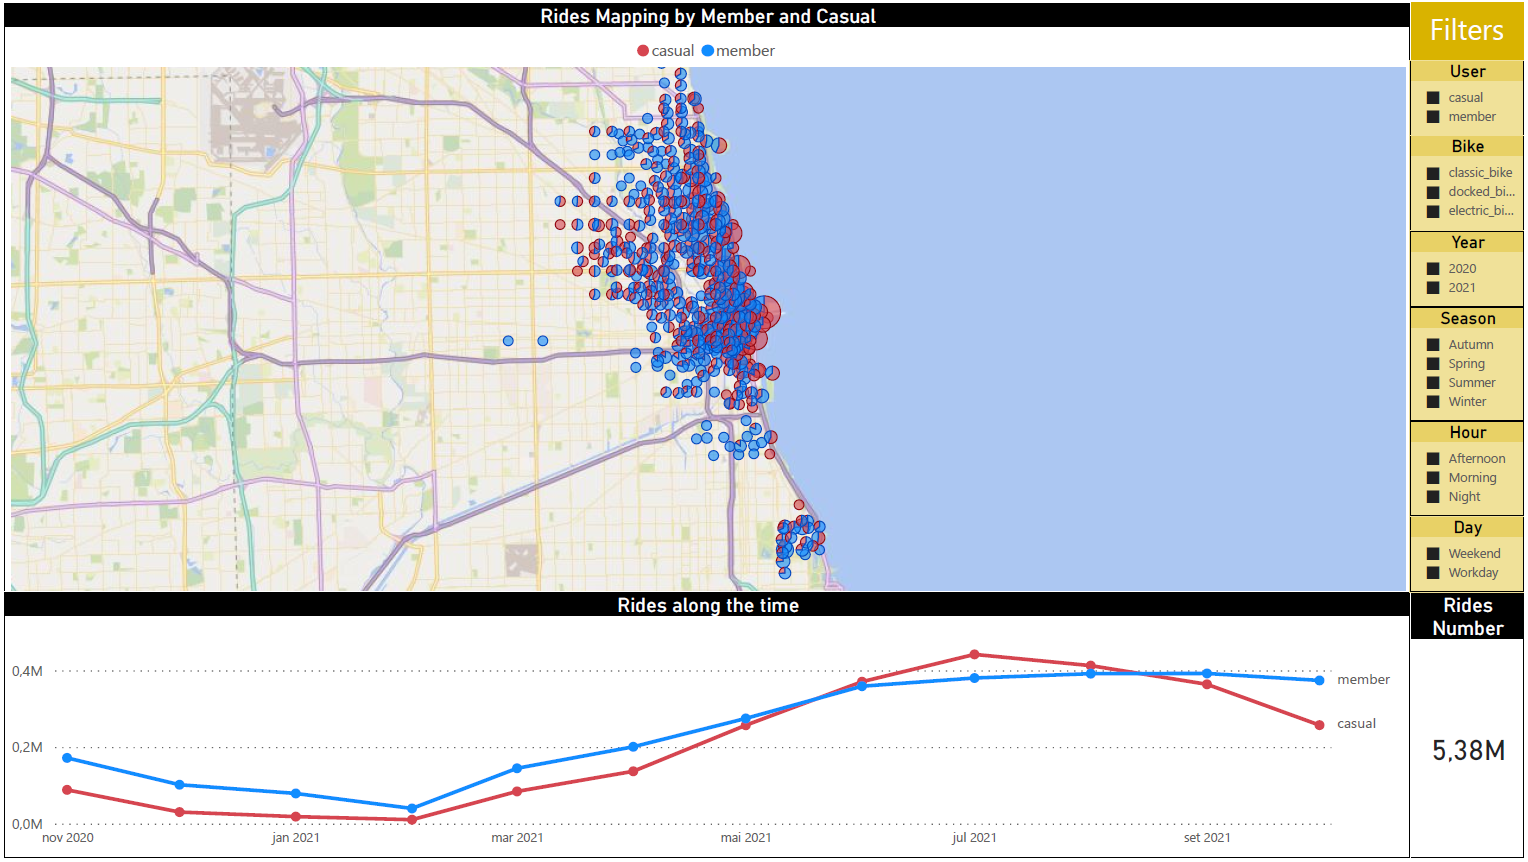 Rides Mapping by Member and Casual
casual member
Filters
User
casual
member
Bike
classic_bike
docked_bi...
electric_bi...
Year
2020
2021
Season
Autumn
Spring
Summer
Winter
Hour
Afternoon
Morning
Night
Day
Weekend
Workday
Rides along the time
0,4M
0,2M
0,0M
nov 2020 jan 2021 mar 2021 mai 2021 jul 2021 set 2021
member
casual
Rides
Number
5,38M